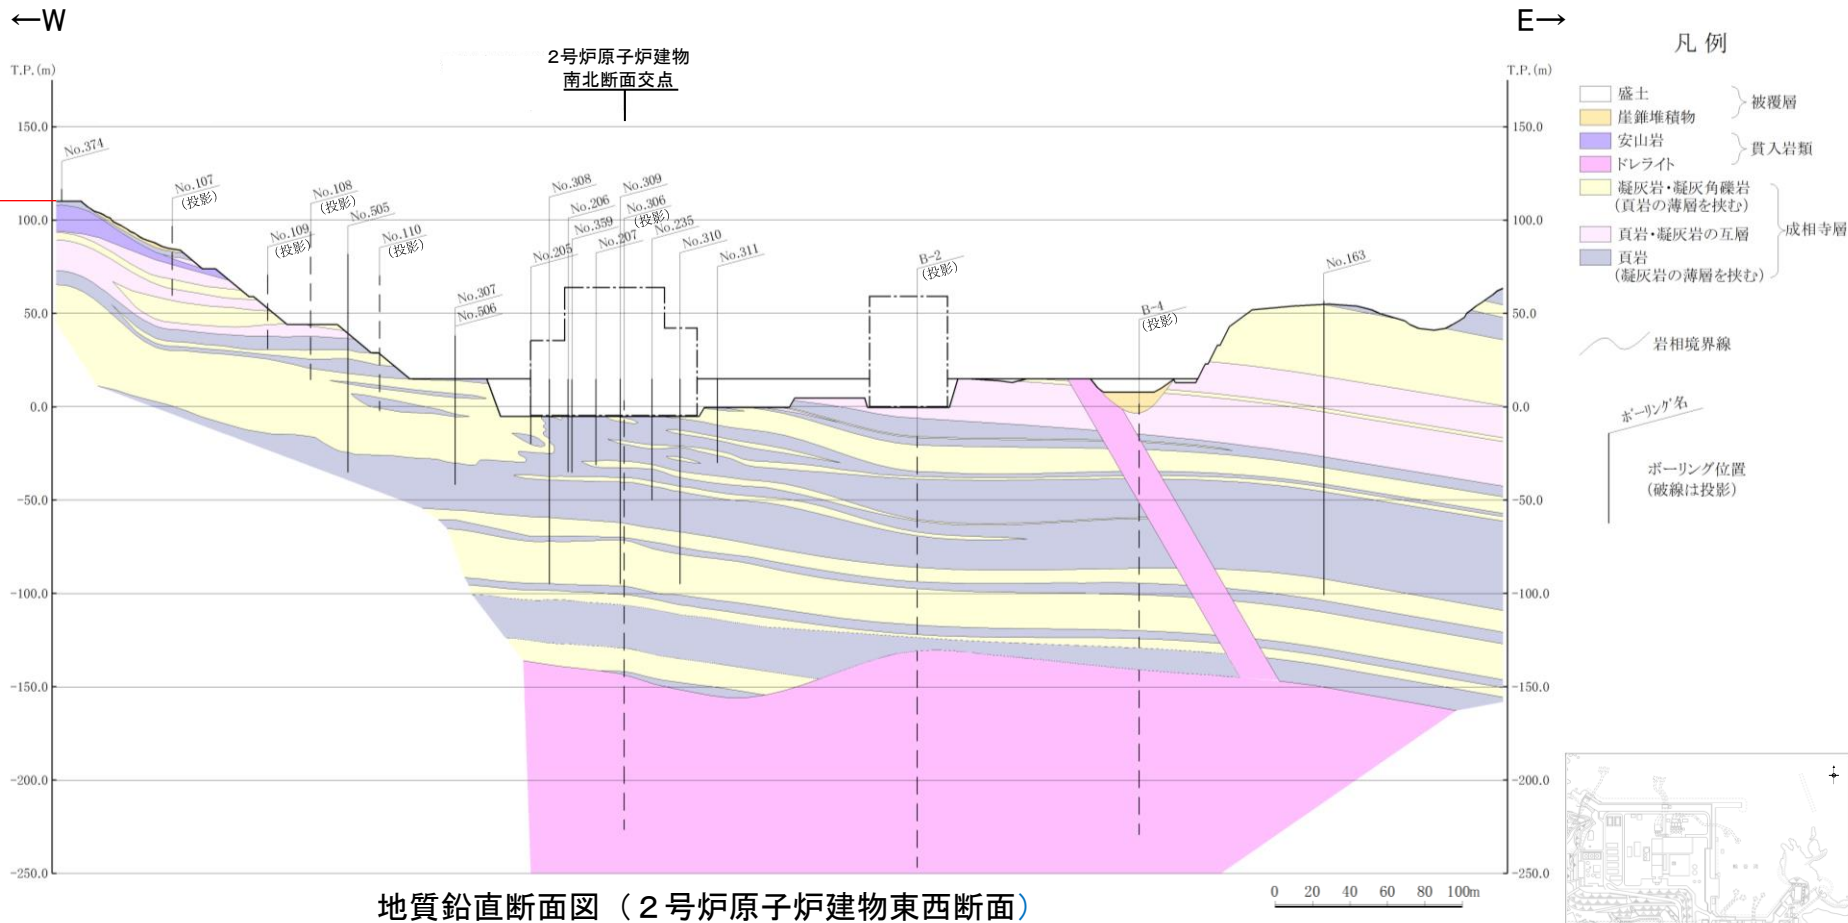 ←W
E→
2号炉原子炉建物
南北断面交点
T.P.(m)
T.P.(m)
150.0
100.0
50.0
0.0
-50.0
-100.0
-150.0
-200.0
-250.0
150.0
100.0
50.0
0.0
-50.0
-100.0
-150.0
-200.0
-250.0
No.374
No.107
(投影)
No.109
(投影)
No.108
(投影)
No.505
No.110
(投影)
No.307
No.506
No.205
No.308
No.206
No.359
No.207
No.309
No.306
(投影)
No.235
No.310
No.311
B-2
(投影)
B-4
(投影)
No.163
凡例
盛土
崖錐堆積物
被覆層
安山岩
ドレライト
貫入岩類
凝灰岩・凝灰角礫岩
(頁岩の薄層を挟む)
頁岩・凝灰岩の互層
頁岩
(凝灰岩の薄層を挟む)
成相寺層
岩相境界線
ボーリング名
ボーリング位置
(破線は投影)
0 20 40 60 80 100m
地質鉛直断面図（２号炉原子炉建物東西断面）